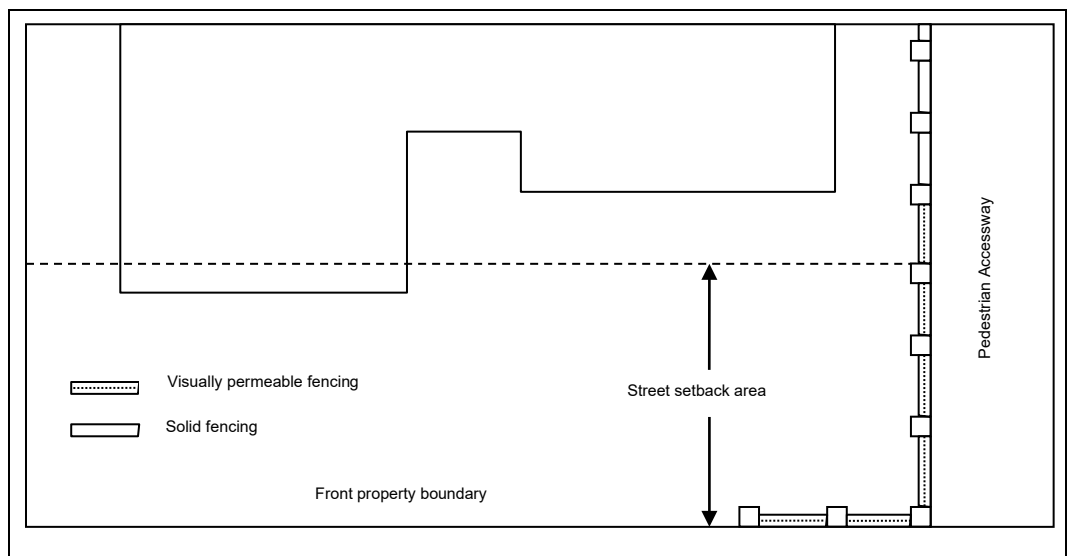 Pedestrian Accessway
Visually permeable fencing
Street setback area
Solid fencing
Front property boundary